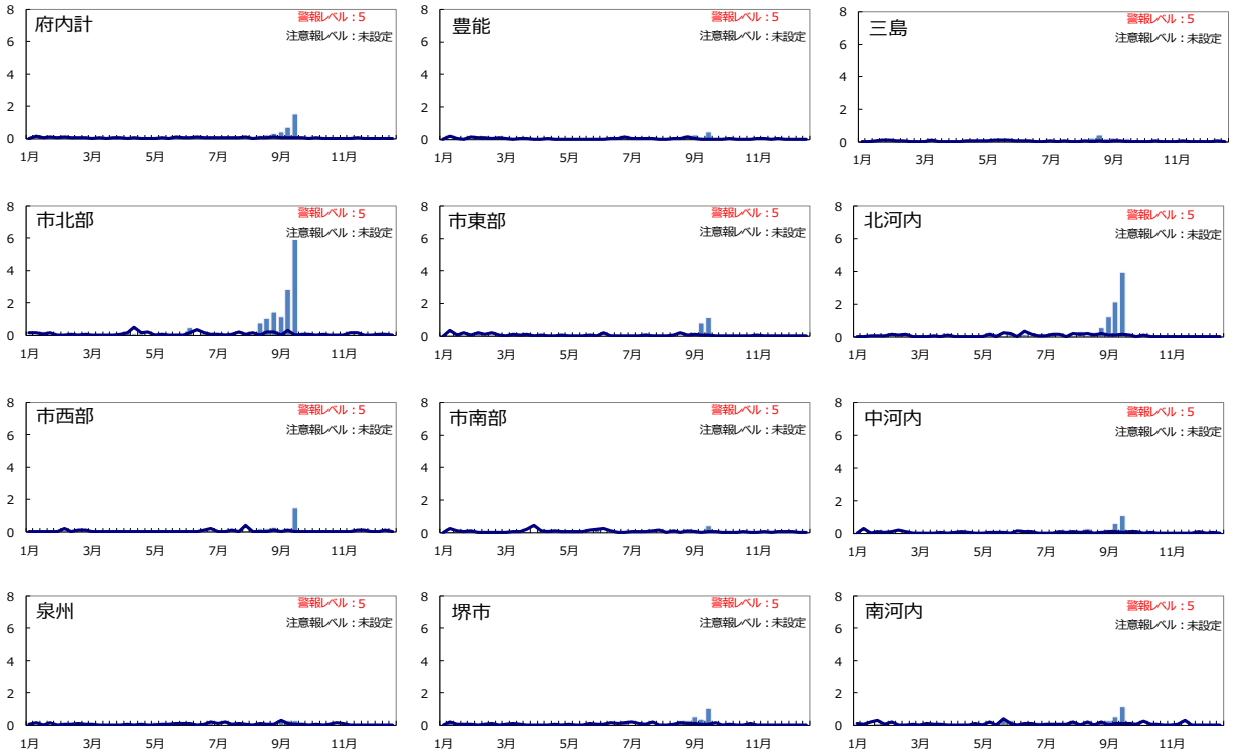 府内計
警報レベル：5
注意報レベル：未設定
8
6
4
2
0
1月 3月 5月 7月 9月 11月
豊能
警報レベル：5
注意報レベル：未設定
8
6
4
2
0
1月 3月 5月 7月 9月 11月
三島
警報レベル：5
注意報レベル：未設定
8
6
4
2
0
1月 3月 5月 7月 9月 11月
市北部
警報レベル：5
注意報レベル：未設定
8
6
4
2
0
1月 3月 5月 7月 9月 11月
市東部
警報レベル：5
注意報レベル：未設定
8
6
4
2
0
1月 3月 5月 7月 9月 11月
北河内
警報レベル：5
注意報レベル：未設定
8
6
4
2
0
1月 3月 5月 7月 9月 11月
市西部
警報レベル：5
注意報レベル：未設定
8
6
4
2
0
1月 3月 5月 7月 9月 11月
市南部
警報レベル：5
注意報レベル：未設定
8
6
4
2
0
1月 3月 5月 7月 9月 11月
中河内
警報レベル：5
注意報レベル：未設定
8
6
4
2
0
1月 3月 5月 7月 9月 11月
泉州
警報レベル：5
注意報レベル：未設定
8
6
4
2
0
1月 3月 5月 7月 9月 11月
堺市
警報レベル：5
注意報レベル：未設定
8
6
4
2
0
1月 3月 5月 7月 9月 11月
南河内
警報レベル：5
注意報レベル：未設定
8
6
4
2
0
1月 3月 5月 7月 9月 11月